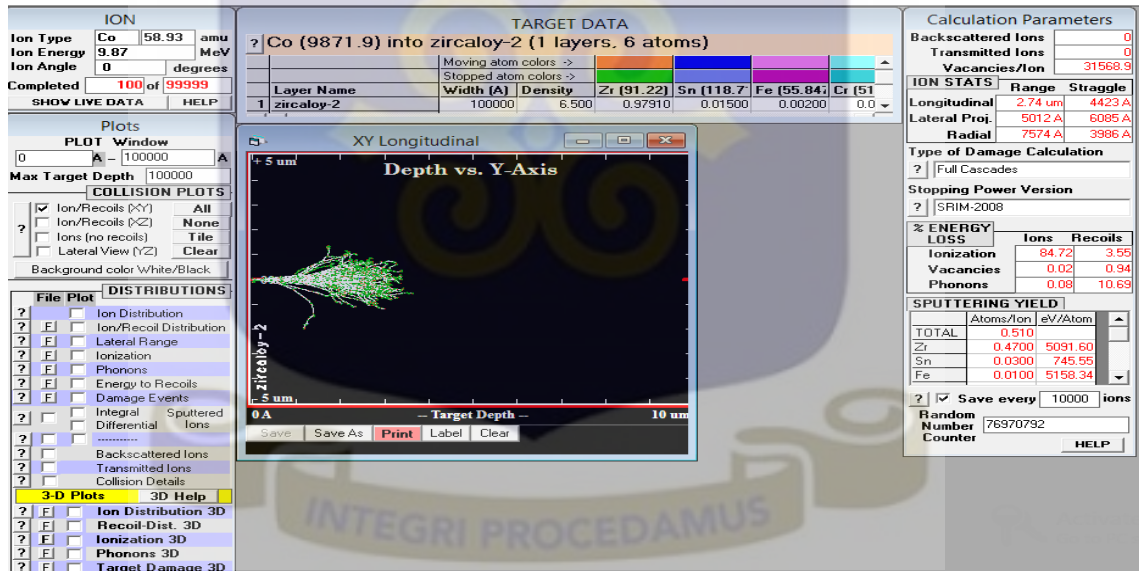 ION
Ion Type Co 58.93 amu
Ion Energy 9.87 MeV
Ion Angle 0 degrees
Completed 100 of 99999
SHOW LIVE DATA HELP
Plots
PLOT Window
0 A - 100000 A
Max Target Depth 100000
COLLISION PLOTS
Ion/Recoils (XY) All
? Ion/Recoils (XZ) None
Ions (no recoils) Tile
Lateral View (YZ) Clear
Background color White/Black
File Plot DISTRIBUTIONS
? Ion Distribution
? F Ion/Recoil Distribution
? F Lateral Range
? F Ionization
? F Phonons
? F Energy to Recoils
? F Damage Events
? Integral Sputtered
Differential Ions
? ----------
? Backscattered Ions
? Transmitted Ions
? Collision Details
3-D Plots 3D Help
? F Ion Distribution 3D
? F Recoil-Dist. 3D
? F Ionization 3D
? F Phonons 3D
? F Target Damage 3D
TARGET DATA
? Co (9871.9) into zircaloy-2 (1 layers, 6 atoms)
Moving atom colors ->
Stopped atom colors ->
Layer Name Width (A) Density Zr (91.22) Sn (118.7 Fe (55.847 Cr (51
1 zircaloy-2 100000 6.500 0.97910 0.01500 0.00200 0.0
XY Longitudinal
+ 5 um
Depth vs. Y-Axis
zircaloy-2
- 5 um
0 A -- Target Depth -- 10 um
Save Save As Print Label Clear
INTEGRI PROCEDAMUS
Calculation Parameters
Backscattered Ions 0
Transmitted Ions 0
Vacancies/Ion 31568.9
ION STATS Range Straggle
Longitudinal 2.74 um 4423 A
Lateral Proj. 5012 A 6085 A
Radial 7574 A 3986 A
Type of Damage Calculation
? Full Cascades
Stopping Power Version
? SRIM-2008
% ENERGY LOSS Ions Recoils
Ionization 84.72 3.55
Vacancies 0.02 0.94
Phonons 0.08 10.69
SPUTTERING YIELD
Atoms/Ion eV/Atom
TOTAL 0.510
Zr 0.4700 5091.60
Sn 0.0300 745.55
Fe 0.0100 5158.34
? Save every 10000 ions
Random
Number 76970792
Counter
HELP